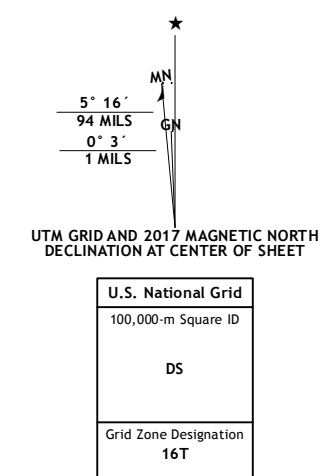 ★
MN
5° 16´
94 MILS
GN
0° 3´
1 MILS
UTM GRID AND 2017 MAGNETIC NORTH
DECLINATION AT CENTER OF SHEET
U.S. National Grid
100,000-m Square ID
DS
Grid Zone Designation
16T